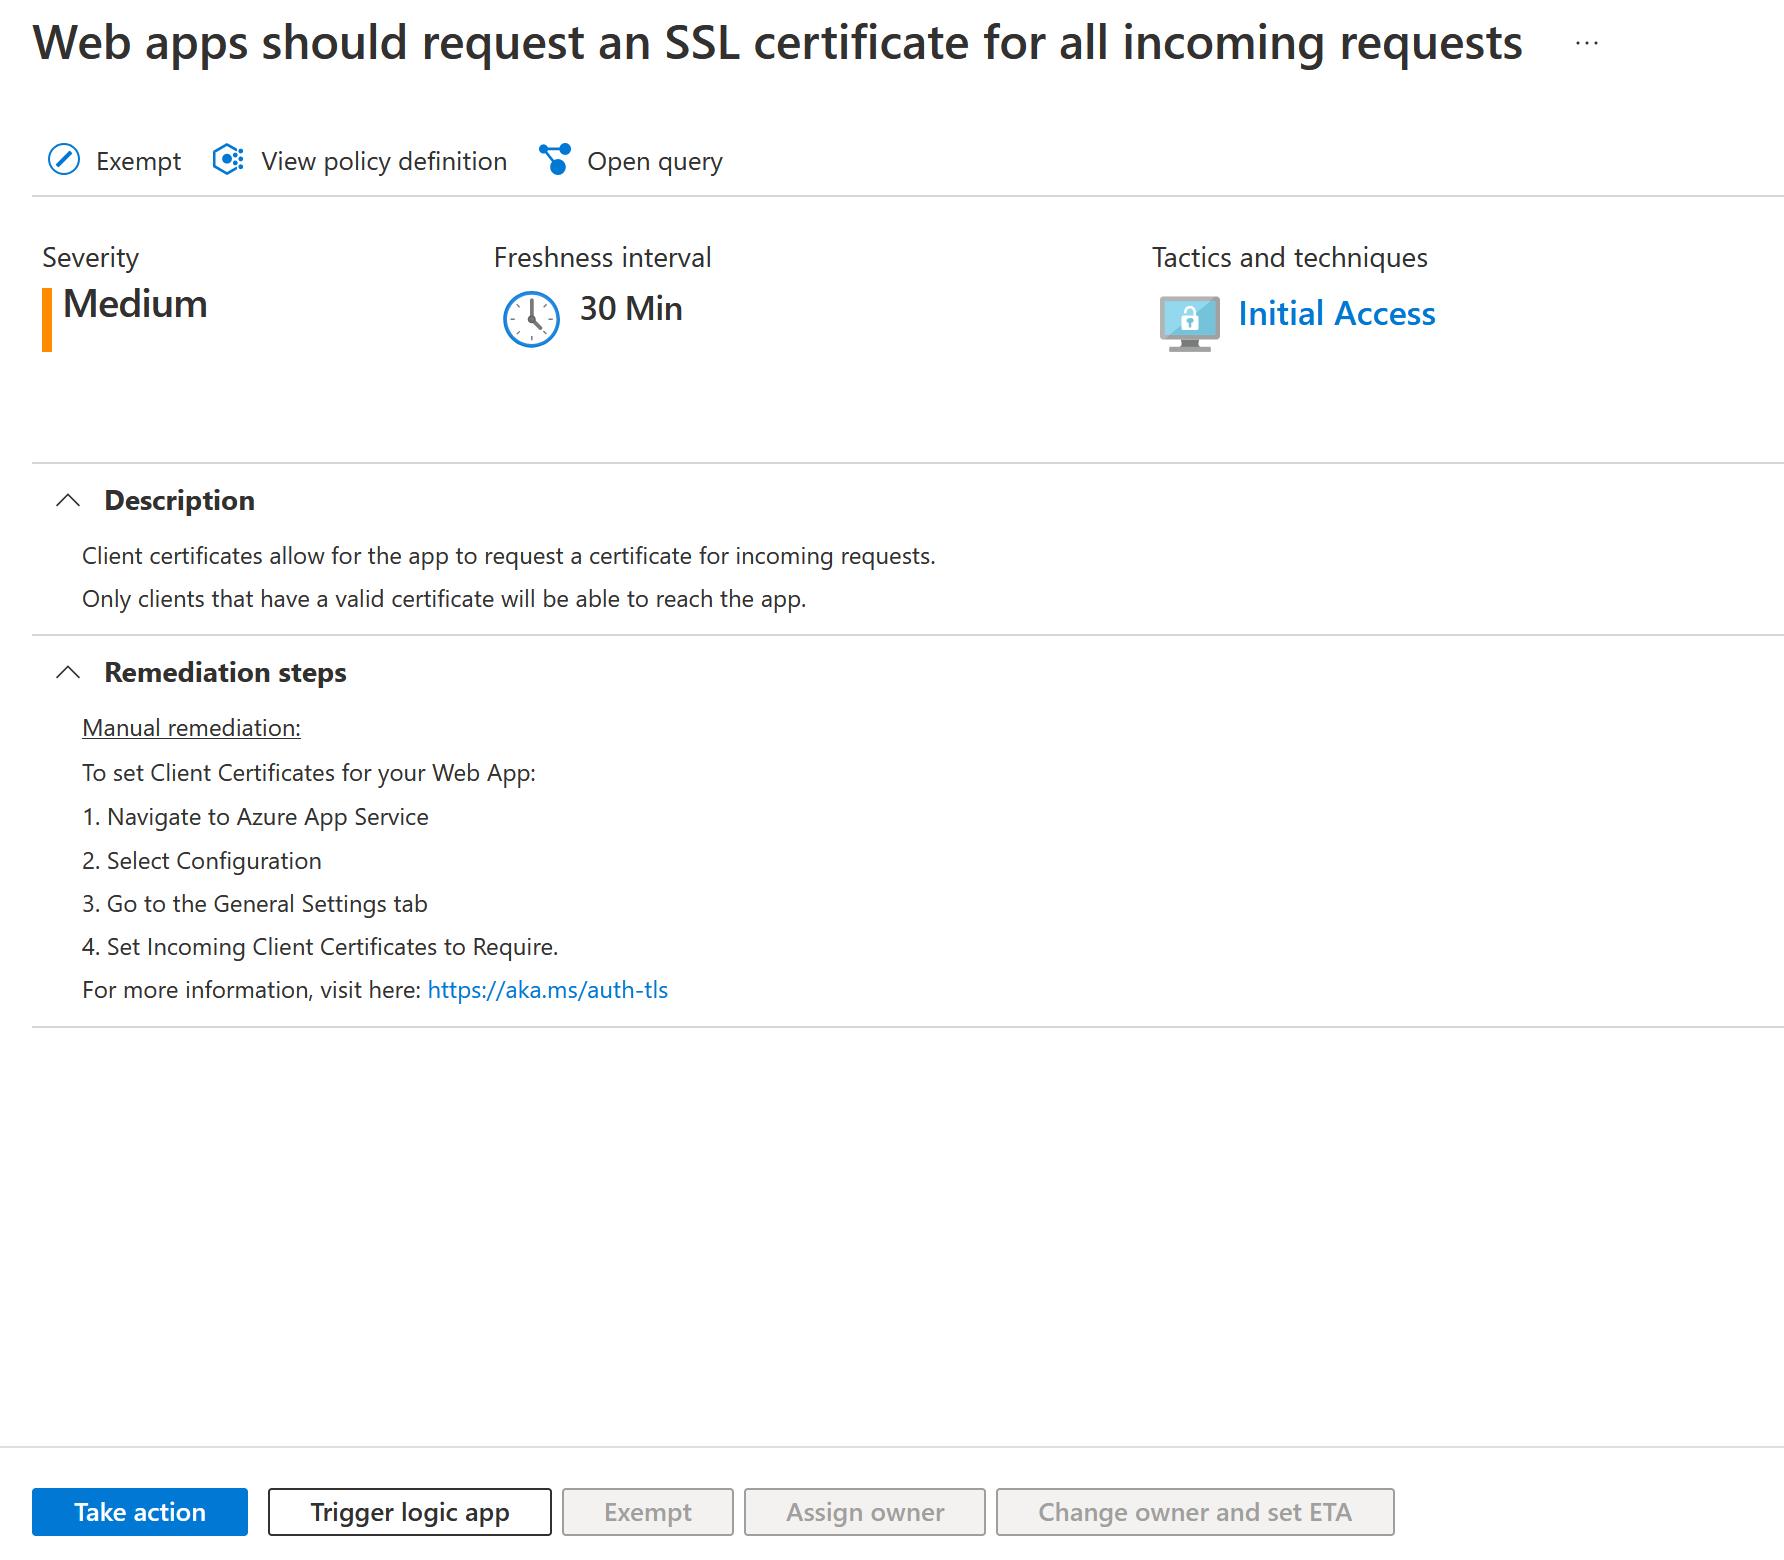 Web apps should request an SSL certificate for all incoming requests ...
Exempt View policy definition Open query
Severity Freshness interval Tactics and techniques
Medium 30 Min Initial Access
Description
Client certificates allow for the app to request a certificate for incoming requests.
Only clients that have a valid certificate will be able to reach the app.
Remediation steps
Manual remediation:
To set Client Certificates for your Web App:
1. Navigate to Azure App Service
2. Select Configuration
3. Go to the General Settings tab
4. Set Incoming Client Certificates to Require.
For more information, visit here: https://aka.ms/auth-tls
Take action Trigger logic app Exempt Assign owner Change owner and set ETA